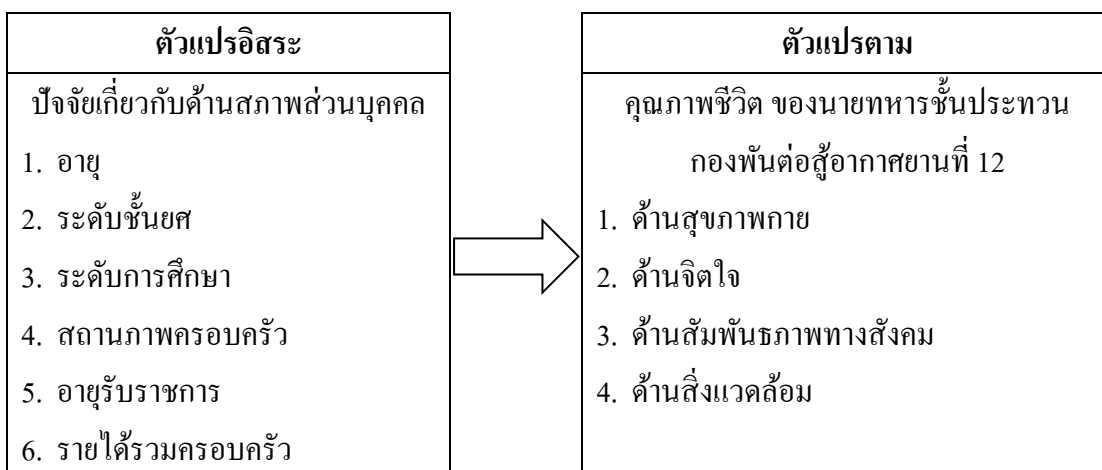 ตัวแปรอิสระ
ปัจจัยเกี่ยวกับด้านสภาพส่วนบุคคล
1. อายุ
2. ระดับชั้นยศ
3. ระดับการศึกษา
4. สถานภาพครอบครัว
5. อายุรับราชการ
6. รายได้รวมครอบครัว
ตัวแปรตาม
คุณภาพชีวิต ของนายทหารชั้นประทวน
กองพันต่อสู้อากาศยานที่ 12
1. ด้านสุขภาพกาย
2. ด้านจิตใจ
3. ด้านสัมพันธภาพทางสังคม
4. ด้านสิ่งแวดล้อม